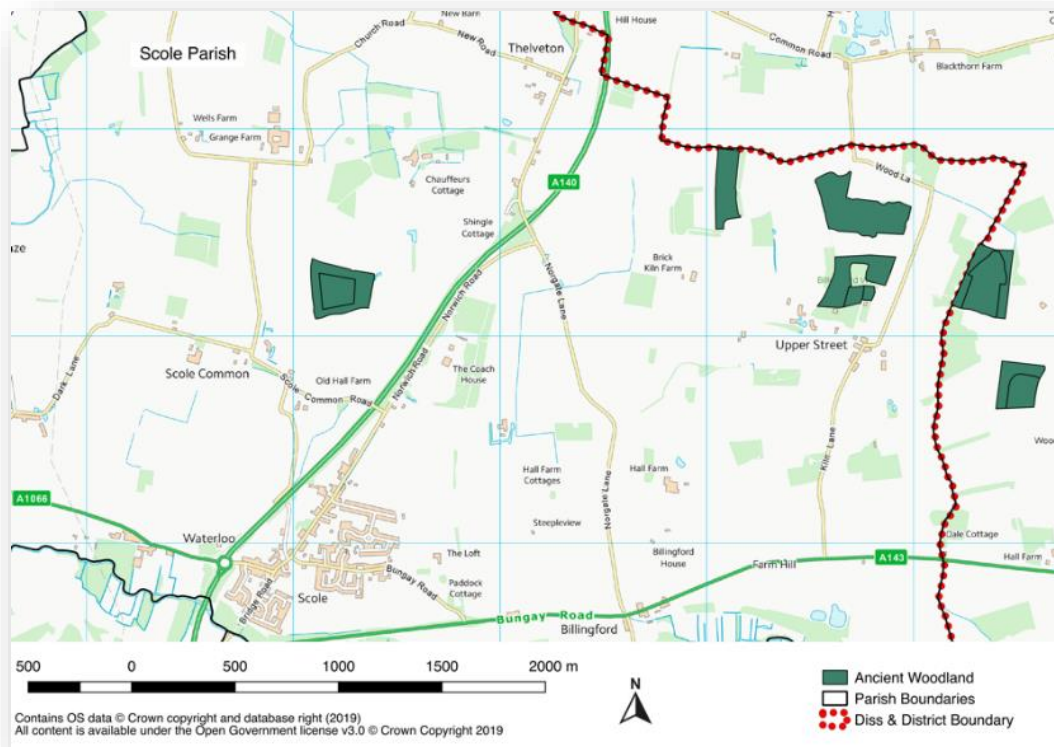 Scole Parish
New Barn
Church Road
New Road
Thelveton
Hill House
Common Road
Blackthorn Farm
Wells Farm
Grange Farm
Chauffeurs
Cottage
A140
Wood La
Shingle
Cottage
Norwich Road
Norgate Lane
Brick
Kiln Farm
Upper Street
Dark Lane
Scole Common
Old Hall Farm
Scole Common Road
Norwich Road
The Coach
House
Kiln Lane
Hall Farm
Cottages
Hall Farm
Norgate Lane
A1066
Steepleview
Waterloo
The Loft
Billingford
House
Dale Cottage
Farm Hill
A143
Hall Farm
Bungay Road
Paddock
Cottage
Bridge Road
Scole
Bungay Road
Billingford
500 0 500 1000 1500 2000 m
N
Ancient Woodland
Parish Boundaries
Diss & District Boundary
Contains OS data © Crown copyright and database right (2019)
All content is available under the Open Government license v3.0 © Crown Copyright 2019